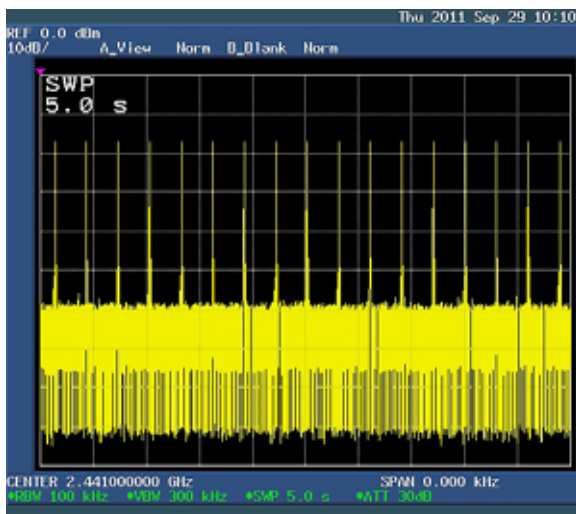 Thu 2011 Sep 29 10:10
REF 0.0 dBm
10dB/ A_View Norm B_Blank Norm
SWP
5.0 s
CENTER 2.441000000 GHz SPAN 0.000 kHz
*RBW 100 kHz *VBW 300 kHz *SWP 5.0 s *ATT 30dB